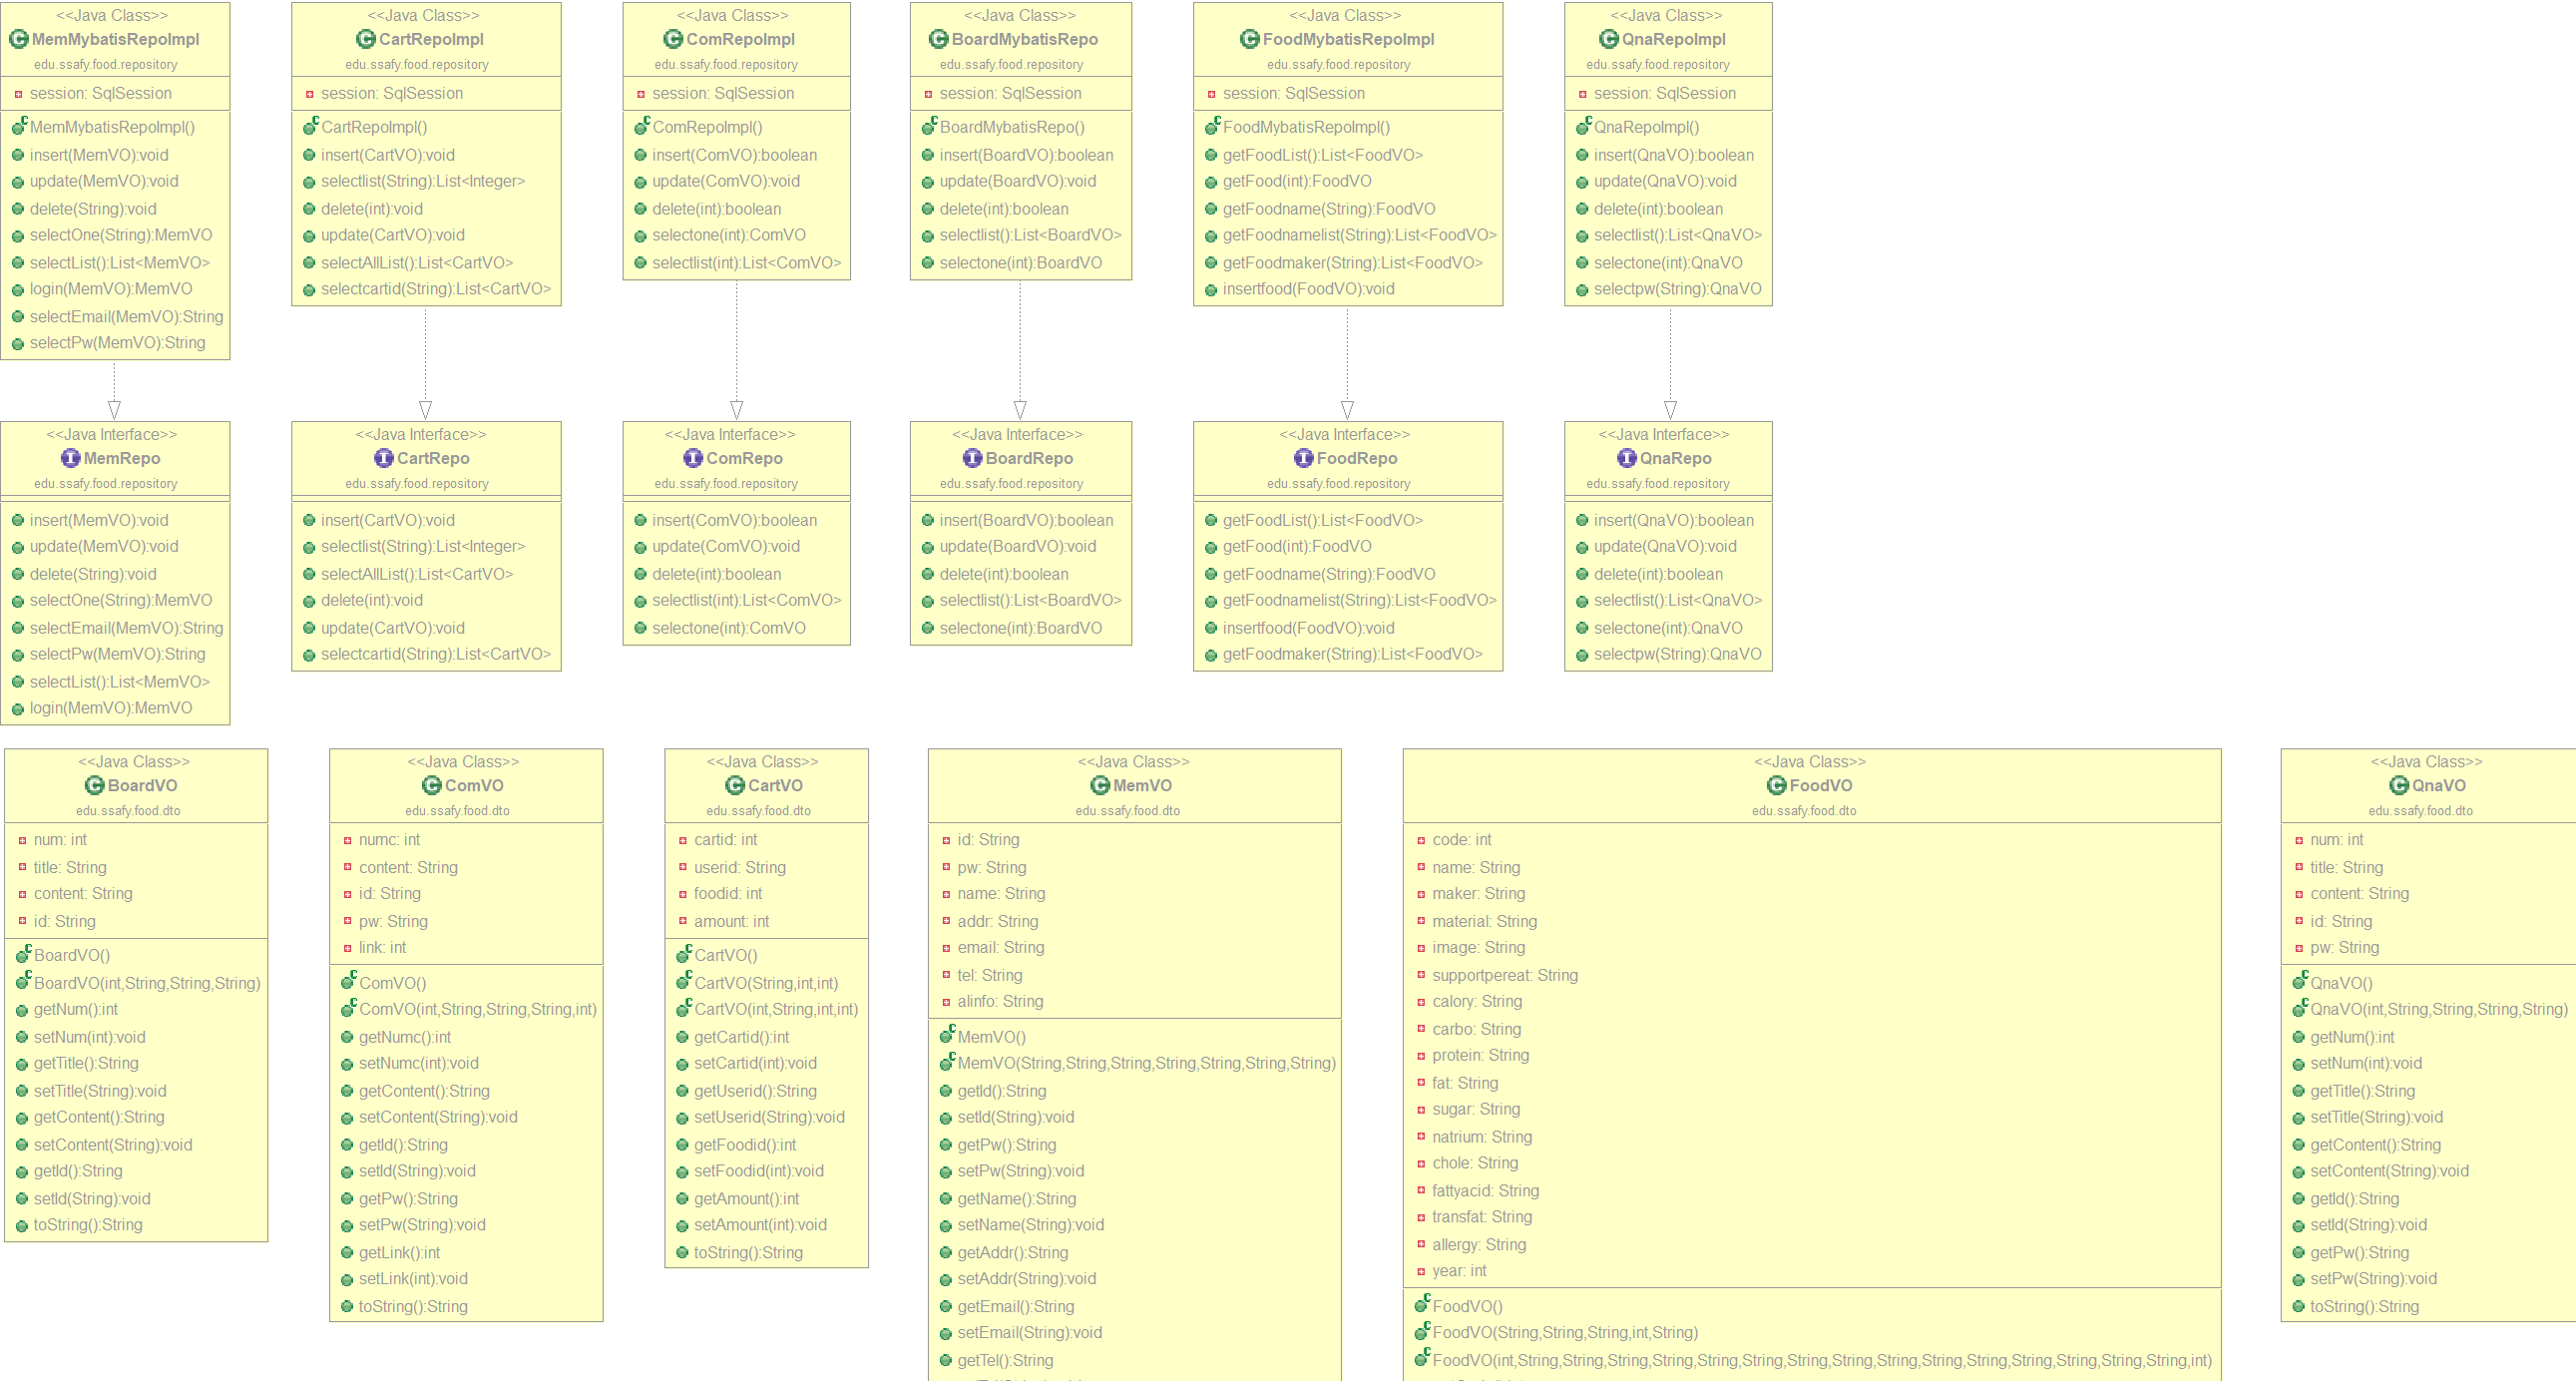 <<Java Class>>
MemMybatisRepoImpl
edu.ssafy.food.repository
session: SqlSession
MemMybatisRepoImpl()
insert(MemVO):void
update(MemVO):void
delete(String):void
selectOne(String):MemVO
selectList():List<MemVO>
login(MemVO):MemVO
selectEmail(MemVO):String
selectPw(MemVO):String
<<Java Class>>
CartRepoImpl
edu.ssafy.food.repository
session: SqlSession
CartRepoImpl()
insert(CartVO):void
selectlist(String):List<Integer>
delete(int):void
update(CartVO):void
selectAllList():List<CartVO>
selectcartid(String):List<CartVO>
<<Java Class>>
ComRepoImpl
edu.ssafy.food.repository
session: SqlSession
ComRepoImpl()
insert(ComVO):boolean
update(ComVO):void
delete(int):boolean
selectone(int):ComVO
selectlist(int):List<ComVO>
<<Java Class>>
BoardMybatisRepo
edu.ssafy.food.repository
session: SqlSession
BoardMybatisRepo()
insert(BoardVO):boolean
update(BoardVO):void
delete(int):boolean
selectlist():List<BoardVO>
selectone(int):BoardVO
<<Java Class>>
FoodMybatisRepoImpl
edu.ssafy.food.repository
session: SqlSession
FoodMybatisRepoImpl()
getFoodList():List<FoodVO>
getFood(int):FoodVO
getFoodname(String):FoodVO
getFoodnamelist(String):List<FoodVO>
getFoodmaker(String):List<FoodVO>
insertfood(FoodVO):void
<<Java Class>>
QnaRepoImpl
edu.ssafy.food.repository
session: SqlSession
QnaRepoImpl()
insert(QnaVO):boolean
update(QnaVO):void
delete(int):boolean
selectlist():List<QnaVO>
selectone(int):QnaVO
selectpw(String):QnaVO
<<Java Interface>>
MemRepo
edu.ssafy.food.repository
insert(MemVO):void
update(MemVO):void
delete(String):void
selectOne(String):MemVO
selectEmail(MemVO):String
selectPw(MemVO):String
selectList():List<MemVO>
login(MemVO):MemVO
<<Java Interface>>
CartRepo
edu.ssafy.food.repository
insert(CartVO):void
selectlist(String):List<Integer>
selectAllList():List<CartVO>
delete(int):void
update(CartVO):void
selectcartid(String):List<CartVO>
<<Java Interface>>
ComRepo
edu.ssafy.food.repository
insert(ComVO):boolean
update(ComVO):void
delete(int):boolean
selectlist(int):List<ComVO>
selectone(int):ComVO
<<Java Interface>>
BoardRepo
edu.ssafy.food.repository
insert(BoardVO):boolean
update(BoardVO):void
delete(int):boolean
selectlist():List<BoardVO>
selectone(int):BoardVO
<<Java Interface>>
FoodRepo
edu.ssafy.food.repository
getFoodList():List<FoodVO>
getFood(int):FoodVO
getFoodname(String):FoodVO
getFoodnamelist(String):List<FoodVO>
insertfood(FoodVO):void
getFoodmaker(String):List<FoodVO>
<<Java Interface>>
QnaRepo
edu.ssafy.food.repository
insert(QnaVO):boolean
update(QnaVO):void
delete(int):boolean
selectlist():List<QnaVO>
selectone(int):QnaVO
selectpw(String):QnaVO
<<Java Class>>
BoardVO
edu.ssafy.food.dto
num: int
title: String
content: String
id: String
BoardVO()
BoardVO(int,String,String,String)
getNum():int
setNum(int):void
getTitle():String
setTitle(String):void
getContent():String
setContent(String):void
getId():String
setId(String):void
toString():String
<<Java Class>>
ComVO
edu.ssafy.food.dto
numc: int
content: String
id: String
pw: String
link: int
ComVO()
ComVO(int,String,String,String,int)
getNumc():int
setNumc(int):void
getContent():String
setContent(String):void
getId():String
setId(String):void
getPw():String
setPw(String):void
getLink():int
setLink(int):void
toString():String
<<Java Class>>
CartVO
edu.ssafy.food.dto
cartid: int
userid: String
foodid: int
amount: int
CartVO()
CartVO(String,int,int)
CartVO(int,String,int,int)
getCartid():int
setCartid(int):void
getUserid():String
setUserid(String):void
getFoodid():int
setFoodid(int):void
getAmount():int
setAmount(int):void
toString():String
<<Java Class>>
MemVO
edu.ssafy.food.dto
id: String
pw: String
name: String
addr: String
email: String
tel: String
alinfo: String
MemVO()
MemVO(String,String,String,String,String,String,String)
getId():String
setId(String):void
getPw():String
setPw(String):void
getName():String
setName(String):void
getAddr():String
setAddr(String):void
getEmail():String
setEmail(String):void
getTel():String
<<Java Class>>
FoodVO
edu.ssafy.food.dto
code: int
name: String
maker: String
material: String
image: String
supportpereat: String
calory: String
carbo: String
protein: String
fat: String
sugar: String
natrium: String
chole: String
fattyacid: String
transfat: String
allergy: String
year: int
FoodVO()
FoodVO(String,String,String,int,String)
FoodVO(int,String,String,String,String,String,String,String,String,String,String,String,String,String,String,String,int)
<<Java Class>>
QnaVO
edu.ssafy.food.dto
num: int
title: String
content: String
id: String
pw: String
QnaVO()
QnaVO(int,String,String,String,String)
getNum():int
setNum(int):void
getTitle():String
setTitle(String):void
getContent():String
setContent(String):void
getId():String
setId(String):void
getPw():String
setPw(String):void
toString():String